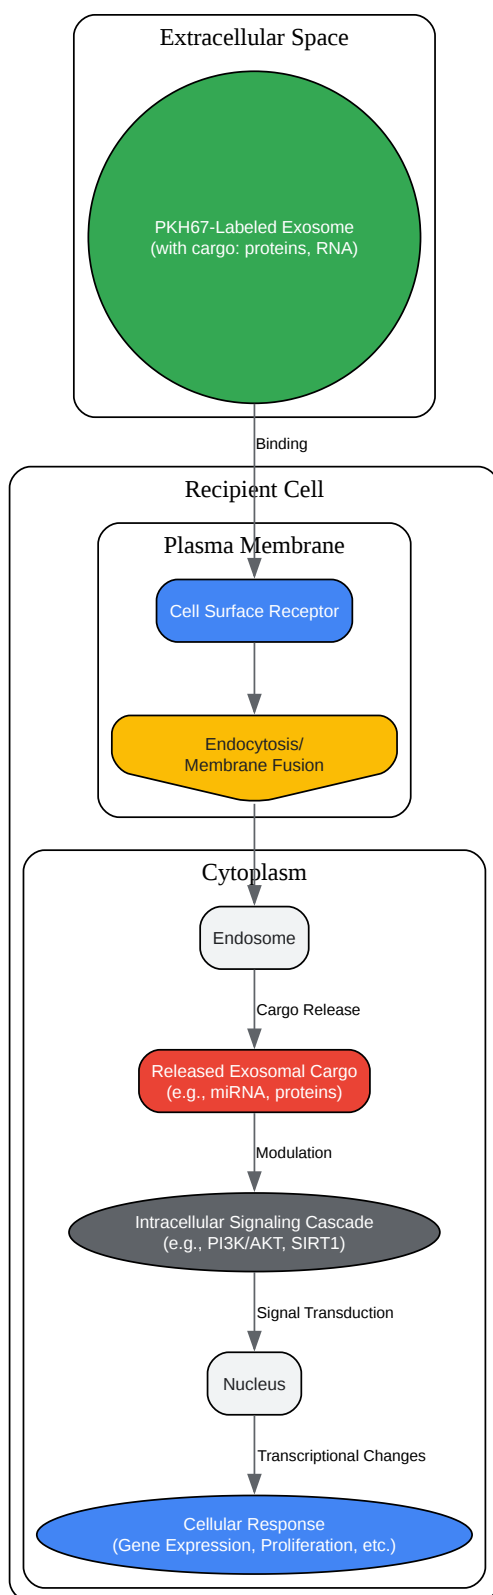 Extracellular Space
PKH67-Labeled Exosome
(with cargo: proteins, RNA)
Binding
Recipient Cell
Plasma Membrane
Cell Surface Receptor
Endocytosis/
Membrane Fusion
Cytoplasm
Endosome
Cargo Release
Released Exosomal Cargo
(e.g., miRNA, proteins)
Modulation
Intracellular Signaling Cascade
(e.g., PI3K/AKT, SIRT1)
Signal Transduction
Nucleus
Transcriptional Changes
Cellular Response
(Gene Expression, Proliferation, etc.)